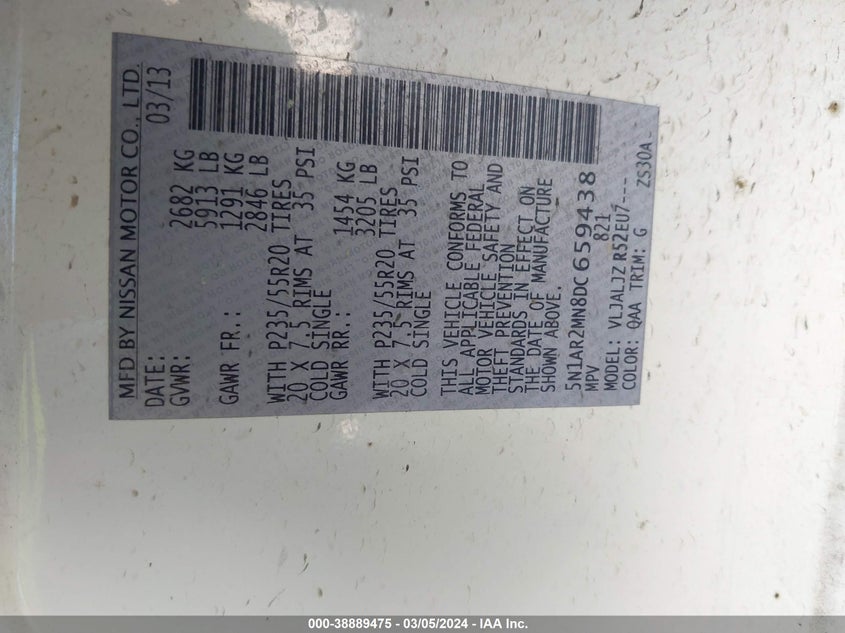 MFD BY NISSAN MOTOR CO., LTD.
DATE: 03/13
GVWR: 2682 KG
5913 LB
GAWR FR.: 1291 KG
2846 LB
WITH P235/55R20 TIRES
20 X 7.5 RIMS AT 35 PSI
COLD SINGLE
GAWR RR.: 1454 KG
3205 LB
WITH P235/55R20 TIRES
20 X 7.5 RIMS AT 35 PSI
COLD SINGLE
THIS VEHICLE CONFORMS TO
ALL APPLICABLE FEDERAL
MOTOR VEHICLE SAFETY AND
THEFT PREVENTION
STANDARDS IN EFFECT ON
THE DATE OF MANUFACTURE
SHOWN ABOVE.
5N1AR2MN8DC659438
MPV 821
MODEL: VLJALJZ R52EU7----
COLOR: QAA TRIM: G ZS30A
000-38889475 - 03/05/2024 - IAA Inc.